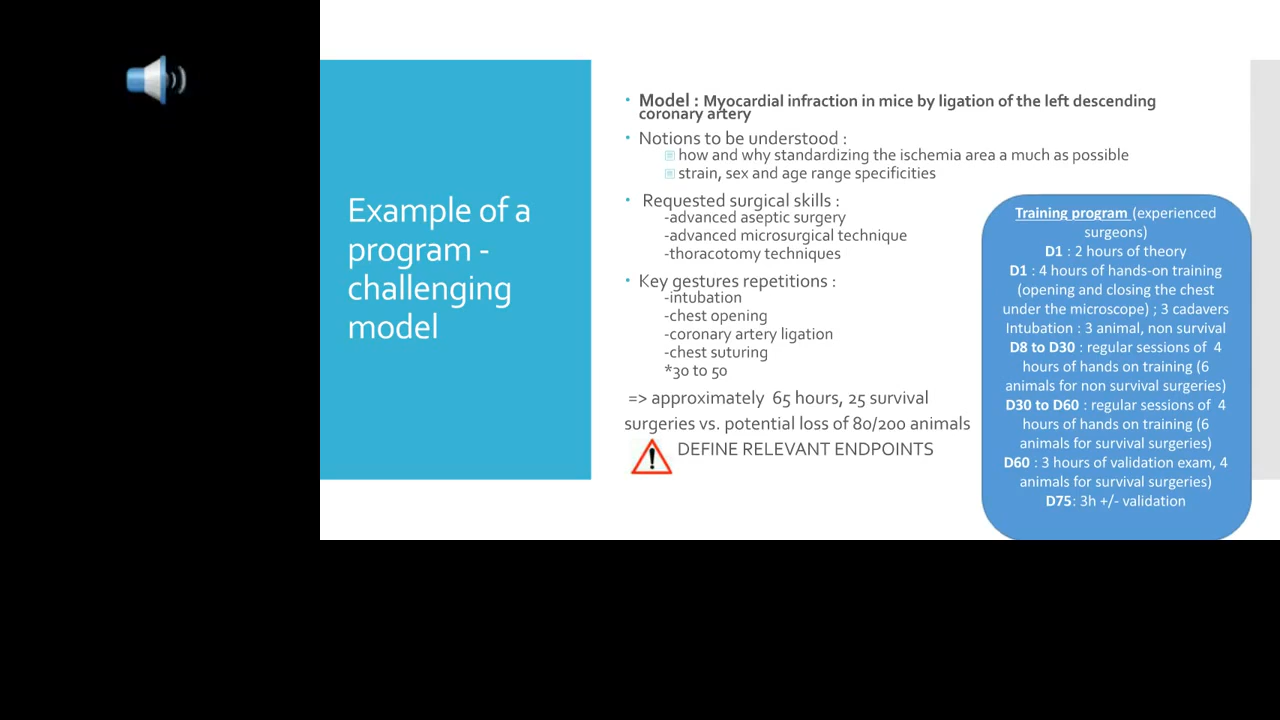 Example of a
program -
challenging
model
Model : Myocardial infraction in mice by ligation of the left descending
coronary artery
Notions to be understood :
how and why standardizing the ischemia area a much as possible
strain, sex and age range specificities
Requested surgical skills :
-advanced aseptic surgery
-advanced microsurgical technique
-thoracotomy techniques
Key gestures repetitions :
-intubation
-chest opening
-coronary artery ligation
-chest suturing
*30 to 50
=> approximately 65 hours, 25 survival
surgeries vs. potential loss of 80/200 animals
DEFINE RELEVANT ENDPOINTS
Training program (experienced
surgeons)
D1 : 2 hours of theory
D1 : 4 hours of hands-on training
(opening and closing the chest
under the microscope) ; 3 cadavers
Intubation : 3 animal, non survival
D8 to D30 : regular sessions of 4
hours of hands on training (6
animals for non survival surgeries)
D30 to D60 : regular sessions of 4
hours of hands on training (6
animals for survival surgeries)
D60 : 3 hours of validation exam, 4
animals for survival surgeries)
D75: 3h +/- validation